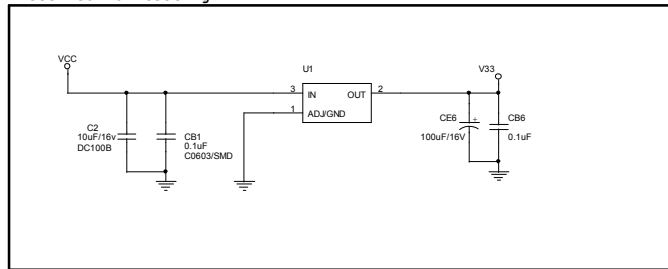 VCC
V33
U1
3 IN OUT 2
1 ADJ/GND
C2
10uF/16v
DC100B
CB1
0.1uF
C0603/SMD
CE6 +
100uF/16V
CB6
0.1uF